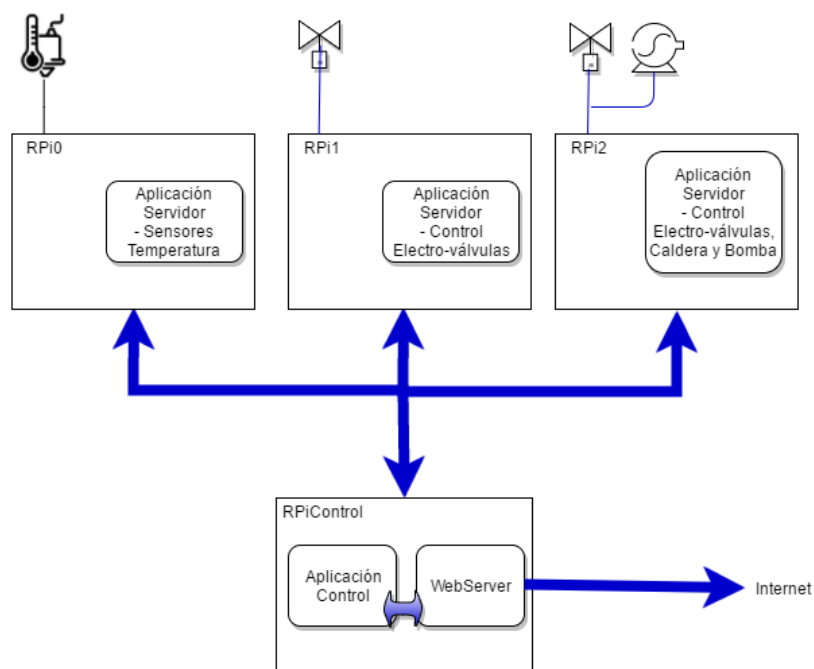 RPi0
Aplicación
Servidor
- Sensores
Temperatura
RPi1
Aplicación
Servidor
- Control
Electro-válvulas
RPi2
Aplicación
Servidor
- Control
Electro-válvulas,
Caldera y Bomba
RPiControl
Aplicación
Control
WebServer
Internet